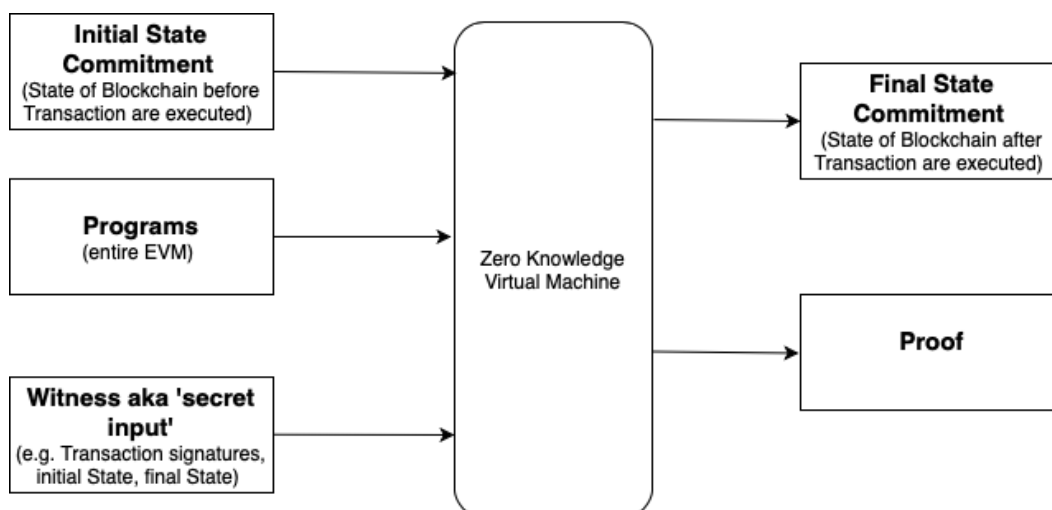 Initial State
Commitment
(State of Blockchain before
Transaction are executed)
Programs
(entire EVM)
Witness aka 'secret
input'
(e.g. Transaction signatures,
initial State, final State)
Zero Knowledge
Virtual Machine
Final State
Commitment
(State of Blockchain after
Transaction are executed)
Proof